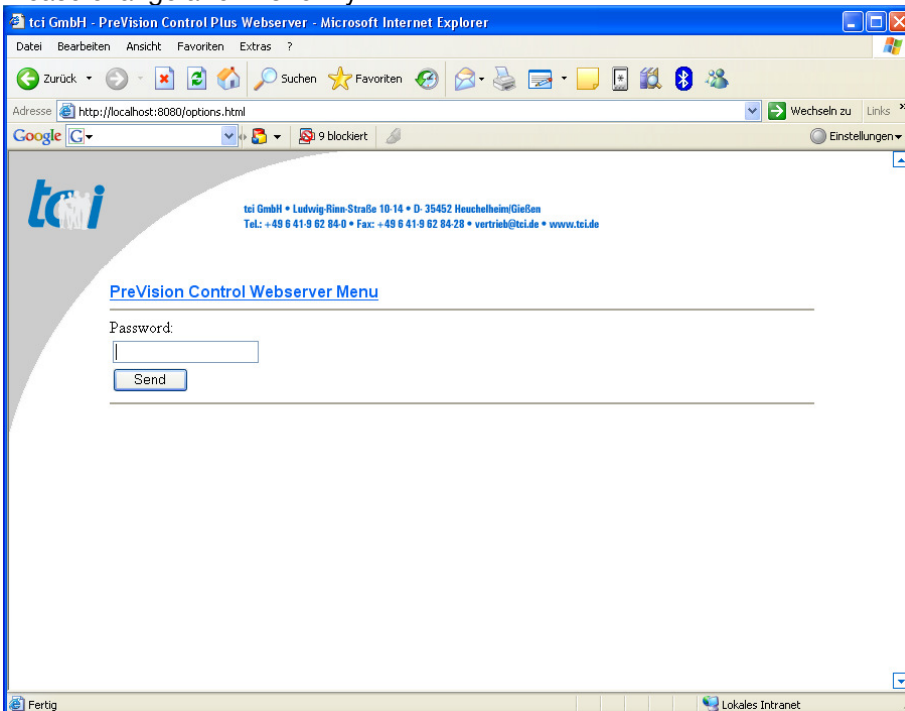 tci GmbH - PreVision Control Plus Webserver - Microsoft Internet Explorer
Datei Bearbeiten Ansicht Favoriten Extras ?
Zurück Suchen Favoriten
Adresse http://localhost:8080/options.html Wechseln zu Links »
Google G 9 blockiert Einstellungen
tci
tci GmbH • Ludwig-Rinn-Straße 10-14 • D- 35452 Heuchelheim/Gießen
Tel.: +49 6 41-9 62 84-0 • Fax: +49 6 41-9 62 84-28 • vertrieb@tci.de • www.tci.de
PreVision Control Webserver Menu
Password:
Send
Fertig Lokales Intranet